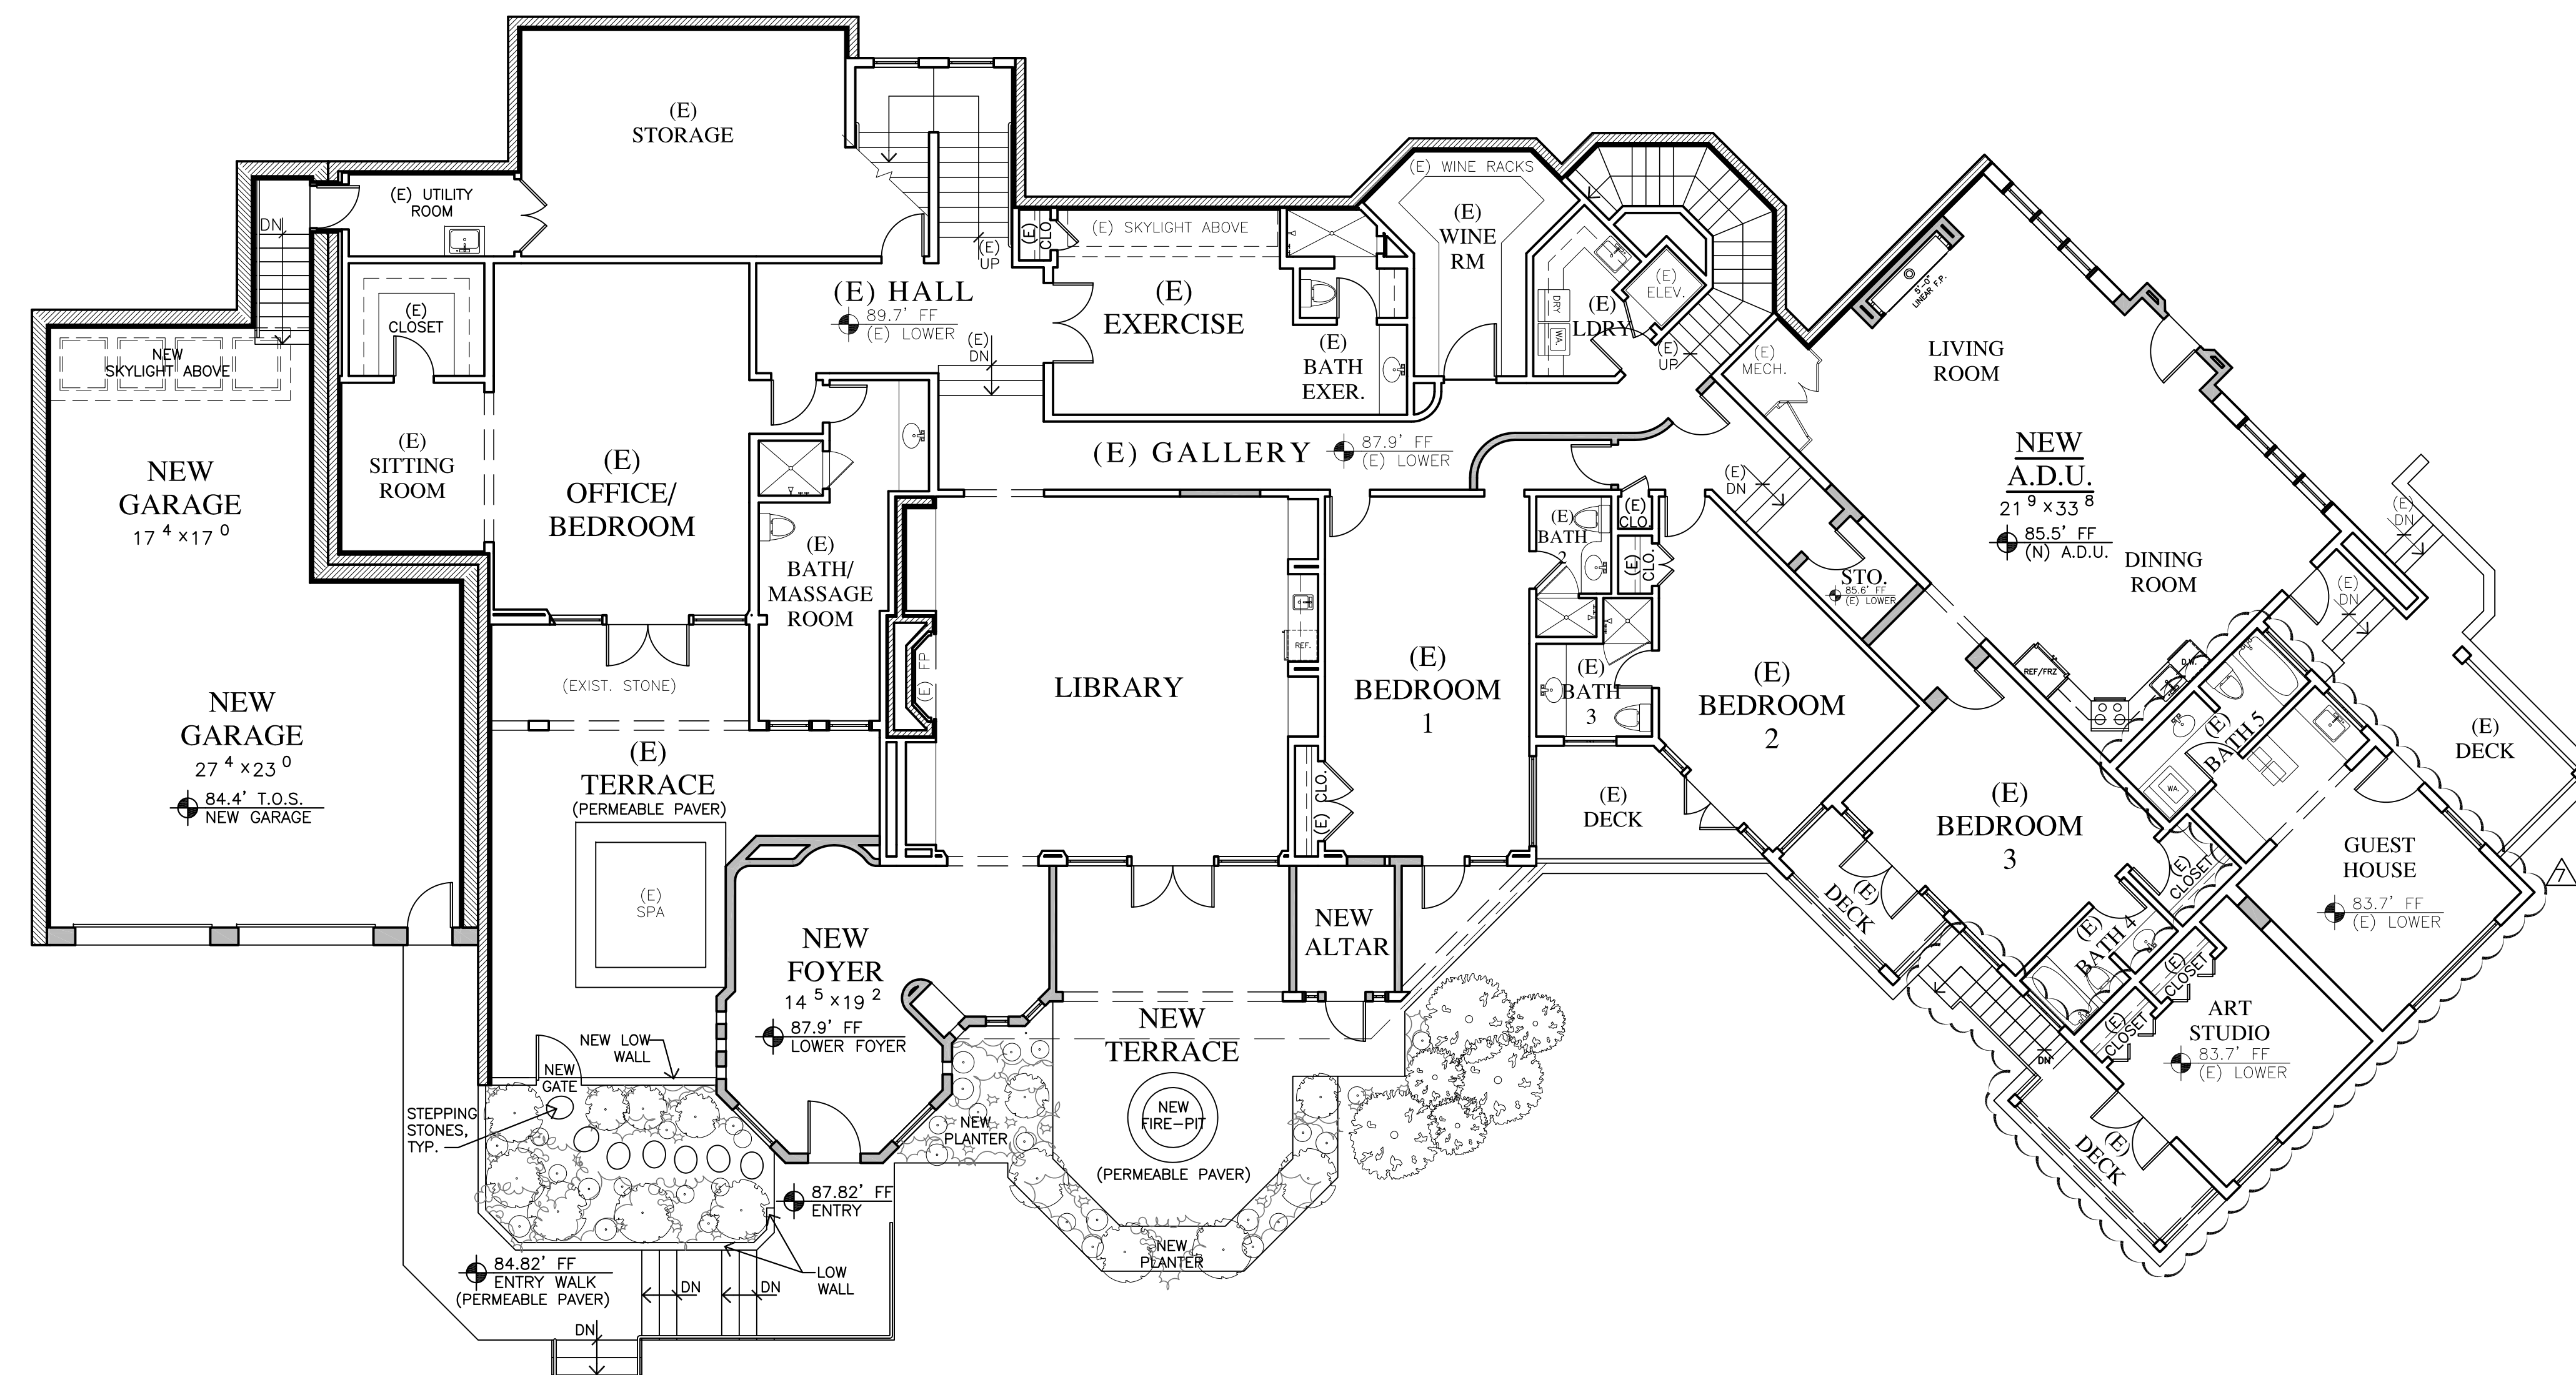 (E)
STORAGE
(E) UTILITY
ROOM
DN
(E) WINE RACKS
(E)
WINE
RM
(E)
CLO.
(E) SKYLIGHT ABOVE
(E)
UP
(E)
CLOSET
(E) HALL
89.7' FF
(E) LOWER
(E)
EXERCISE
(E)
DN
(E)
BATH
EXER.
DRY
WA.
(E)
LDRY
(E)
ELEV.
(E)
UP
(E)
MECH.
5'-0"
LINEAR F.P.
LIVING
ROOM
NEW
SKYLIGHT ABOVE
NEW
GARAGE
17 4 x17 0
(E)
SITTING
ROOM
(E)
OFFICE/
BEDROOM
(E) GALLERY
87.9' FF
(E) LOWER
(E)
DN
NEW
A.D.U.
21 9 x33 8
85.5' FF
(N) A.D.U.
DINING
ROOM
(E)
DN
(E)
DN
(E)
BATH/
MASSAGE
ROOM
(E)
BATH
2
(E)
CLO.
(E)
CLO.
STO.
85.6' FF
(E) LOWER
REF.
(E) FP
LIBRARY
(E)
BEDROOM
1
(E)
BATH
3
(E)
BEDROOM
2
REF/FRZ
D.W.
(E)
BATH 5
WA.
(E)
DECK
NEW
GARAGE
27 4 x23 0
84.4' T.O.S.
NEW GARAGE
(EXIST. STONE)
(E)
TERRACE
(PERMEABLE PAVER)
(E) CLO.
(E)
DECK
(E)
BEDROOM
3
GUEST
HOUSE
83.7' FF
(E) LOWER
7
(E)
SPA
NEW
FOYER
14 5 x19 2
87.9' FF
LOWER FOYER
NEW
ALTAR
(E)
DECK
(E)
CLOSET
(E)
BATH 4
(E)
CLOSET
(E)
CLOSET
ART
STUDIO
83.7' FF
(E) LOWER
DN
(E)
DECK
NEW LOW
WALL
NEW
GATE
STEPPING
STONES,
TYP.
NEW
TERRACE
NEW
FIRE-PIT
(PERMEABLE PAVER)
NEW
PLANTER
NEW
PLANTER
87.82' FF
ENTRY
84.82' FF
ENTRY WALK
(PERMEABLE PAVER)
DN
DN
LOW
WALL
DN